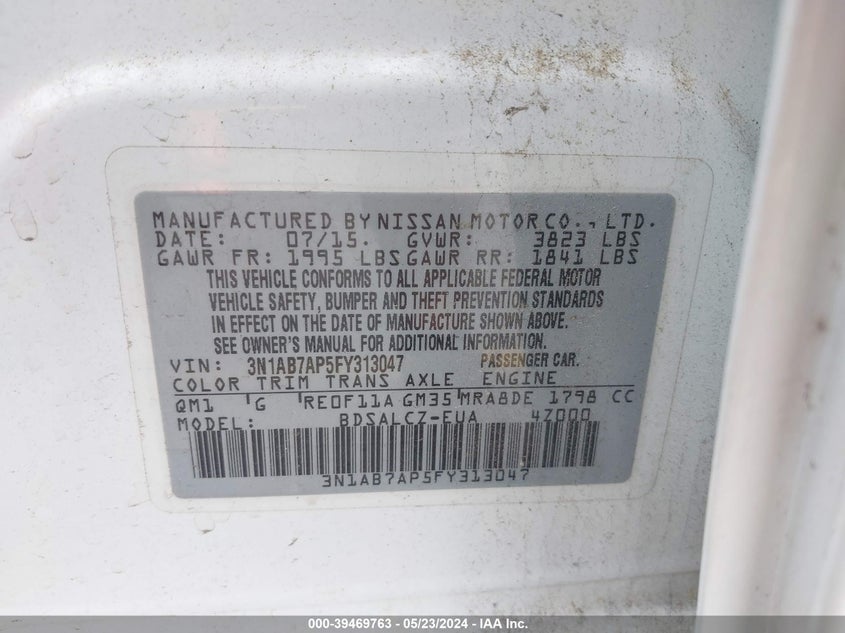 MANUFACTURED BY NISSAN MOTOR CO., LTD.
DATE: 07/15. GVWR: 3823 LBS
GAWR FR: 1995 LBS GAWR RR: 1841 LBS
THIS VEHICLE CONFORMS TO ALL APPLICABLE FEDERAL MOTOR
VEHICLE SAFETY, BUMPER AND THEFT PREVENTION STANDARDS
IN EFFECT ON THE DATE OF MANUFACTURE SHOWN ABOVE.
SEE OWNER'S MANUAL FOR ADDITIONAL INFORMATION.
VIN: 3N1AB7AP5FY313047 PASSENGER CAR.
COLOR TRIM TRANS AXLE ENGINE
QM1 'G 'RE0F11A GM35 MRA8DE 1798 CC
MODEL: BDSALCZ-EUA 4Z000
3N1AB7AP5FY313047
000-39469763 — 05/23/2024 — IAA Inc.